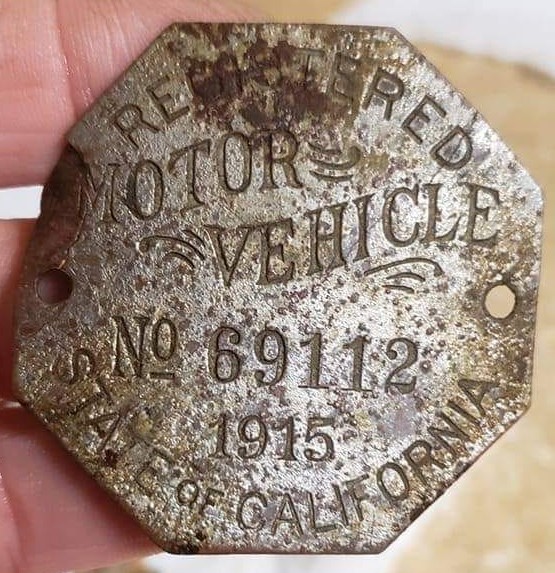 REGISTERED
MOTOR
VEHICLE
No 69112
1915
STATE OF CALIFORNIA